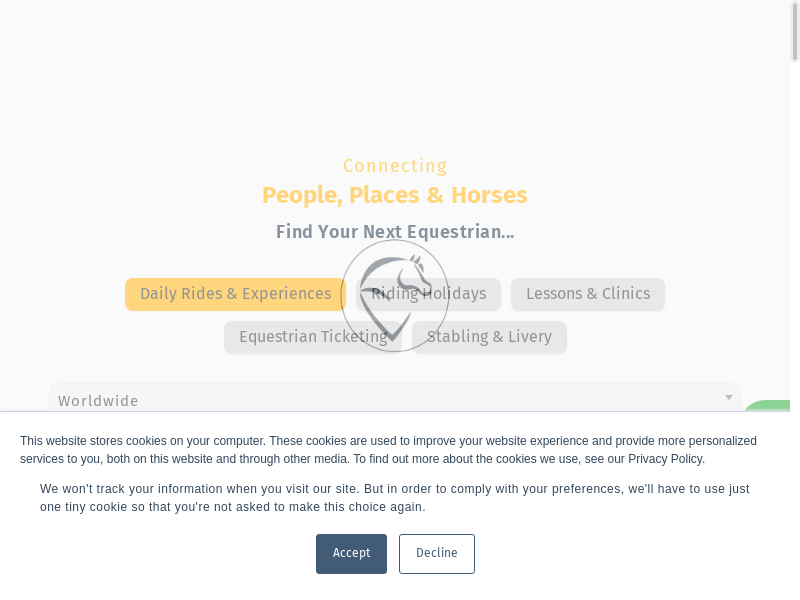 Connecting
People, Places & Horses
Find Your Next Equestrian...
Daily Rides & Experiences
Riding Holidays
Lessons & Clinics
Equestrian Ticketing
Stabling & Livery
Worldwide
This website stores cookies on your computer. These cookies are used to improve your website experience and provide more personalized
services to you, both on this website and through other media. To find out more about the cookies we use, see our Privacy Policy.
We won't track your information when you visit our site. But in order to comply with your preferences, we'll have to use just
one tiny cookie so that you're not asked to make this choice again.
Accept
Decline